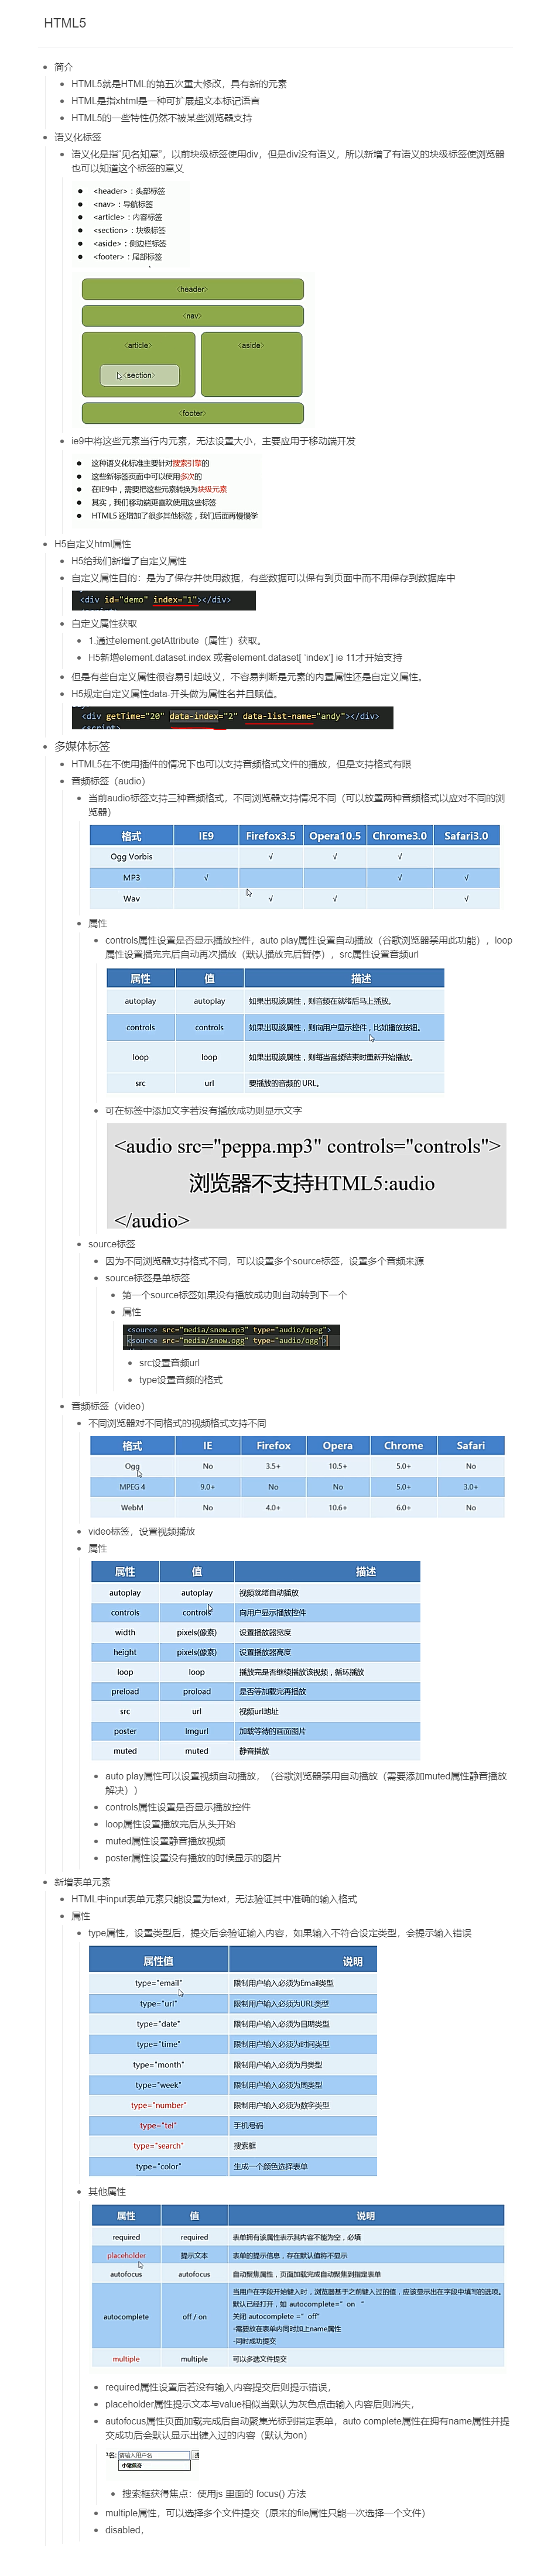 HTML5
简介
HTML5就是HTML的第五次重大修改，具有新的元素
HTML是指xhtml是一种可扩展超文本标记语言
HTML5的一些特性仍然不被某些浏览器支持
语义化标签
语义化是指"见名知意"，以前块级标签使用div，但是div没有语义，所以新增了有语义的块级标签使浏览器
也可以知道这个标签的意义
<header>：头部标签
<nav>：导航标签
<article>：内容标签
<section>：块级标签
<aside>：侧边栏标签
<footer>：尾部标签
<header>
<nav>
<article>
<aside>
<section>
<footer>
ie9中将这些元素当行内元素，无法设置大小，主要应用于移动端开发
这种语义化标准主要针对搜索引擎的
这些新标签页面中可以使用多次的
在IE9中，需要把这些元素转换为块级元素
其实，我们移动端更喜欢使用这些标签
HTML5 还增加了很多其他标签，我们后面再慢慢学
H5自定义html属性
H5给我们新增了自定义属性
自定义属性目的：是为了保存并使用数据，有些数据可以保有到页面中而不用保存到数据库中
<div id="demo" index="1"></div>
自定义属性获取
1.通过element.getAttribute（属性'）获取。
H5新增element.dataset.index 或者element.dataset[ 'index'] ie 11才开始支持
但是有些自定义属性很容易引起歧义，不容易判断是元素的内置属性还是自定义属性。
H5规定自定义属性data-开头做为属性名并且赋值。
<div getTime="20" data-index="2" data-list-name="andy"></div>
<script>
多媒体标签
HTML5在不使用插件的情况下也可以支持音频格式文件的播放，但是支持格式有限
音频标签（audio）
当前audio标签支持三种音频格式，不同浏览器支持情况不同（可以放置两种音频格式以应对不同的浏
览器）
格式 IE9 Firefox3.5 Opera10.5 Chrome3.0 Safari3.0
Ogg Vorbis √ √ √
MP3 √ √ √
Wav √ √ √
属性
controls属性设置是否显示播放控件，auto play属性设置自动播放（谷歌浏览器禁用此功能），loop
属性设置播完完后自动再次播放（默认播放完后暂停），src属性设置音频url
属性 值 描述
autoplay autoplay 如果出现该属性，则音频在就绪后马上播放。
controls controls 如果出现该属性，则向用户显示控件，比如播放按钮。
loop loop 如果出现该属性，则每当音频结束时重新开始播放。
src url 要播放的音频的 URL。
可在标签中添加文字若没有播放成功则显示文字
<audio src="peppa.mp3" controls="controls">
浏览器不支持HTML5:audio
</audio>
source标签
因为不同浏览器支持格式不同，可以设置多个source标签，设置多个音频来源
source标签是单标签
第一个source标签如果没有播放成功则自动转到下一个
属性
<source src="media/snow.mp3" type="audio/mpeg">
<source src="media/snow.ogg" type="audio/ogg">
src设置音频url
type设置音频的格式
音频标签（video）
不同浏览器对不同格式的视频格式支持不同
格式 IE Firefox Opera Chrome Safari
Ogg No 3.5+ 10.5+ 5.0+ No
MPEG 4 9.0+ No No 5.0+ 3.0+
WebM No 4.0+ 10.6+ 6.0+ No
video标签，设置视频播放
属性
属性 值 描述
autoplay autoplay 视频就绪自动播放
controls controls 向用户显示播放控件
width pixels(像素) 设置播放器宽度
height pixels(像素) 设置播放器高度
loop loop 播放完是否继续播放该视频，循环播放
preload proload 是否等加载完再播放
src url 视频url地址
poster Imgurl 加载等待的画面图片
muted muted 静音播放
auto play属性可以设置视频自动播放，（谷歌浏览器禁用自动播放（需要添加muted属性静音播放
解决））
controls属性设置是否显示播放控件
loop属性设置播放完后从头开始
muted属性设置静音播放视频
poster属性设置没有播放的时候显示的图片
新增表单元素
HTML中input表单元素只能设置为text，无法验证其中准确的输入格式
属性
type属性，设置类型后，提交后会验证输入内容，如果输入不符合设定类型，会提示输入错误
属性值 说明
type="email" 限制用户输入必须为Email类型
type="url" 限制用户输入必须为URL类型
type="date" 限制用户输入必须为日期类型
type="time" 限制用户输入必须为时间类型
type="month" 限制用户输入必须为月类型
type="week" 限制用户输入必须为周类型
type="number" 限制用户输入必须为数字类型
type="tel" 手机号码
type="search" 搜索框
type="color" 生成一个颜色选择表单
其他属性
属性 值 说明
required required 表单拥有该属性表示其内容不能为空，必填
placeholder 提示文本 表单的提示信息，存在默认值将不显示
autofocus autofocus 自动聚焦属性，页面加载完成自动聚焦到指定表单
autocomplete off / on 当用户在字段开始键入时，浏览器基于之前键入过的值，应该显示出在字段中填写的选项。
默认已经打开，如 autocomplete=" on "
关闭 autocomplete =" off"
-需要放在表单内同时加上name属性
-同时成功提交
multiple multiple 可以多选文件提交
required属性设置后若没有输入内容提交后则提示错误，
placeholder属性提示文本与value相似当默认为灰色点击输入内容后则消失，
autofocus属性页面加载完成后自动聚集光标到指定表单，auto complete属性在拥有name属性并提
交成功后会默认显示出键入过的内容（默认为on）
请输入用户名
搜索框获得焦点：使用js 里面的 focus() 方法
multiple属性，可以选择多个文件提交（原来的file属性只能一次选择一个文件）
disabled，